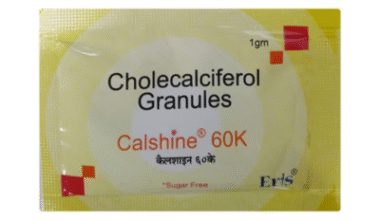 1gm
Cholecalciferol
Granules
Calshine® 60K
कैलशाइन ६०के
*Sugar Free
Eris®